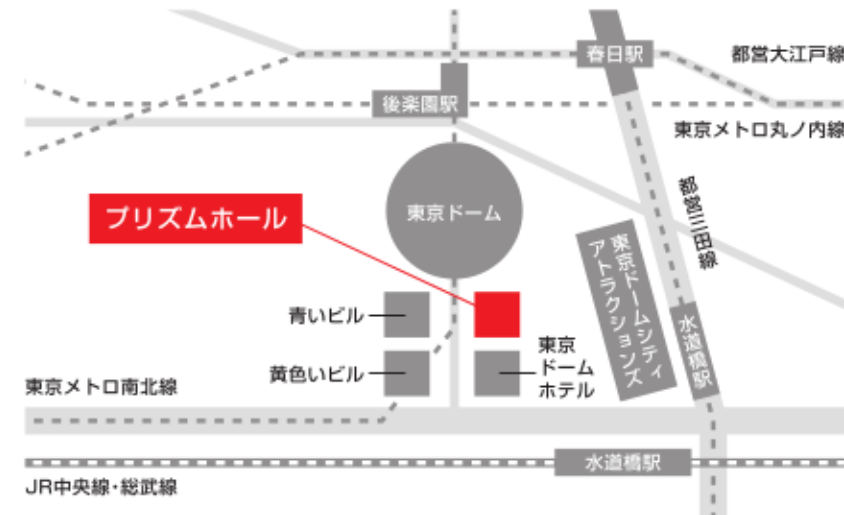 春日駅
都営大江戸線
後楽園駅
東京メトロ丸ノ内線
プリズムホール
東京ドーム
都営三田線
東京ドームシティ
アトラクションズ
青いビル
水道橋駅
東京
ドーム
ホテル
黄色いビル
東京メトロ南北線
水道橋駅
JR中央線・総武線